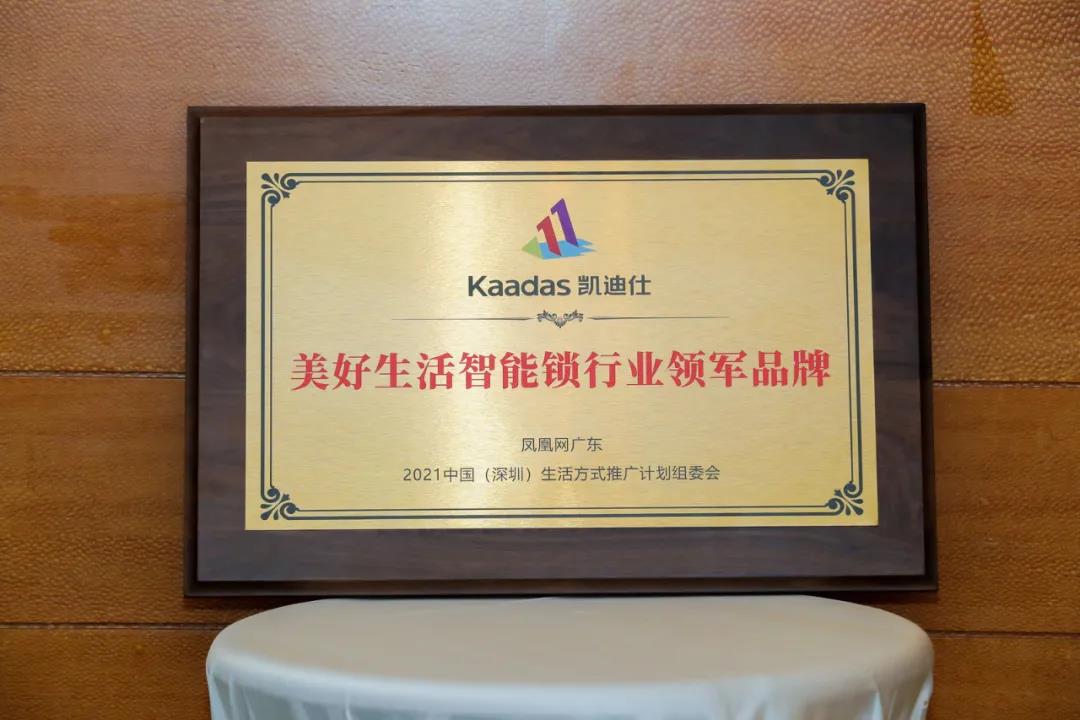 Kaadas 凯迪仕
美好生活智能锁行业领军品牌
凤凰网广东
2021中国（深圳）生活方式推广计划组委会